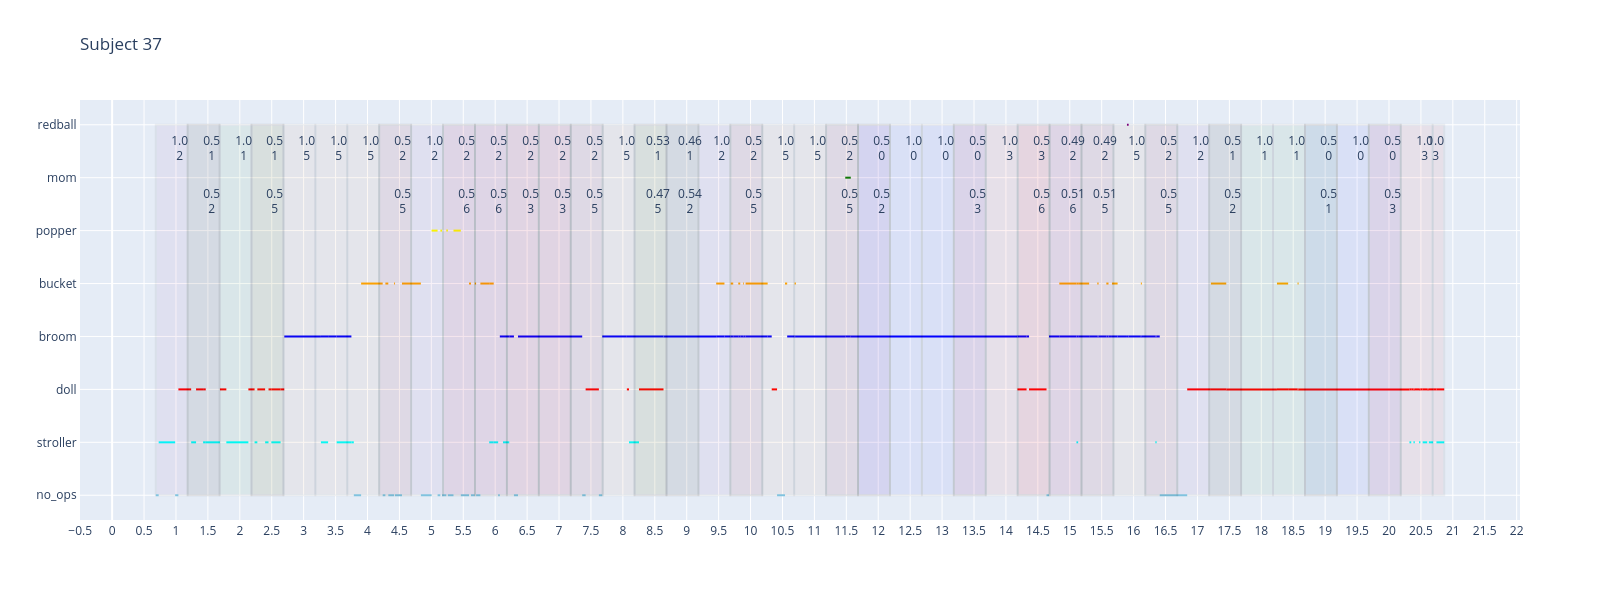 Subject 37
redball
1.0 0.5 1.0 0.5 1.0 1.0 1.0 0.5 1.0 0.5 0.5 0.5 0.5 0.5 1.0 0.53 0.46 1.0 0.5 1.0 1.0 0.5 0.5 1.0 1.0 0.5 1.0 0.5 0.49 0.49 1.0 0.5 1.0 0.5 1.0 1.0 0.5 1.0 0.5 1.0 1.0
2 1 1 1 5 5 5 2 2 2 2 2 2 2 5 1 1 2 2 5 5 2 0 0 0 0 3 3 2 2 5 2 2 1 1 1 0 0 0 3 3
mom
0.5 0.5 0.5 0.5 0.5 0.5 0.5 0.5 0.47 0.54 0.5 0.5 0.5 0.5 0.5 0.51 0.51 0.5 0.5 0.5 0.5
2 5 5 6 6 3 3 5 5 2 5 5 2 3 6 6 5 5 2 1 3
popper
bucket
broom
doll
stroller
no_ops
−0.5 0 0.5 1 1.5 2 2.5 3 3.5 4 4.5 5 5.5 6 6.5 7 7.5 8 8.5 9 9.5 10 10.5 11 11.5 12 12.5 13 13.5 14 14.5 15 15.5 16 16.5 17 17.5 18 18.5 19 19.5 20 20.5 21 21.5 22